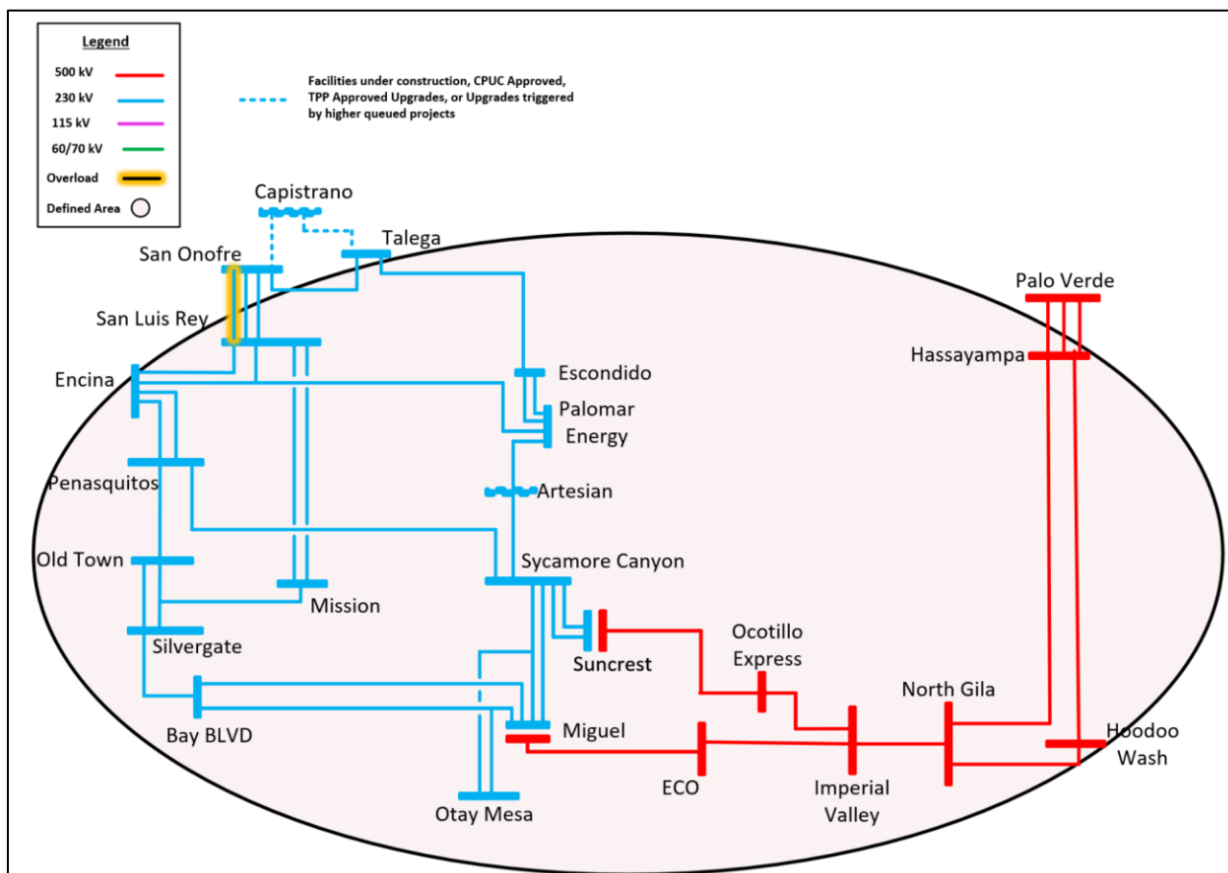 Legend
500 kV
230 kV
115 kV
60/70 kV
Overload
Defined Area
Facilities under construction, CPUC Approved,
TPP Approved Upgrades, or Upgrades triggered
by higher queued projects
Capistrano
Talega
San Onofre
Palo Verde
San Luis Rey
Hassayampa
Encina
Escondido
Palomar
Energy
Penasquitos
Artesian
Old Town
Sycamore Canyon
Mission
Silvergate
Suncrest
Ocotillo
Express
North Gila
Bay BLVD
Miguel
Hoodoo
Wash
ECO
Imperial
Valley
Otay Mesa